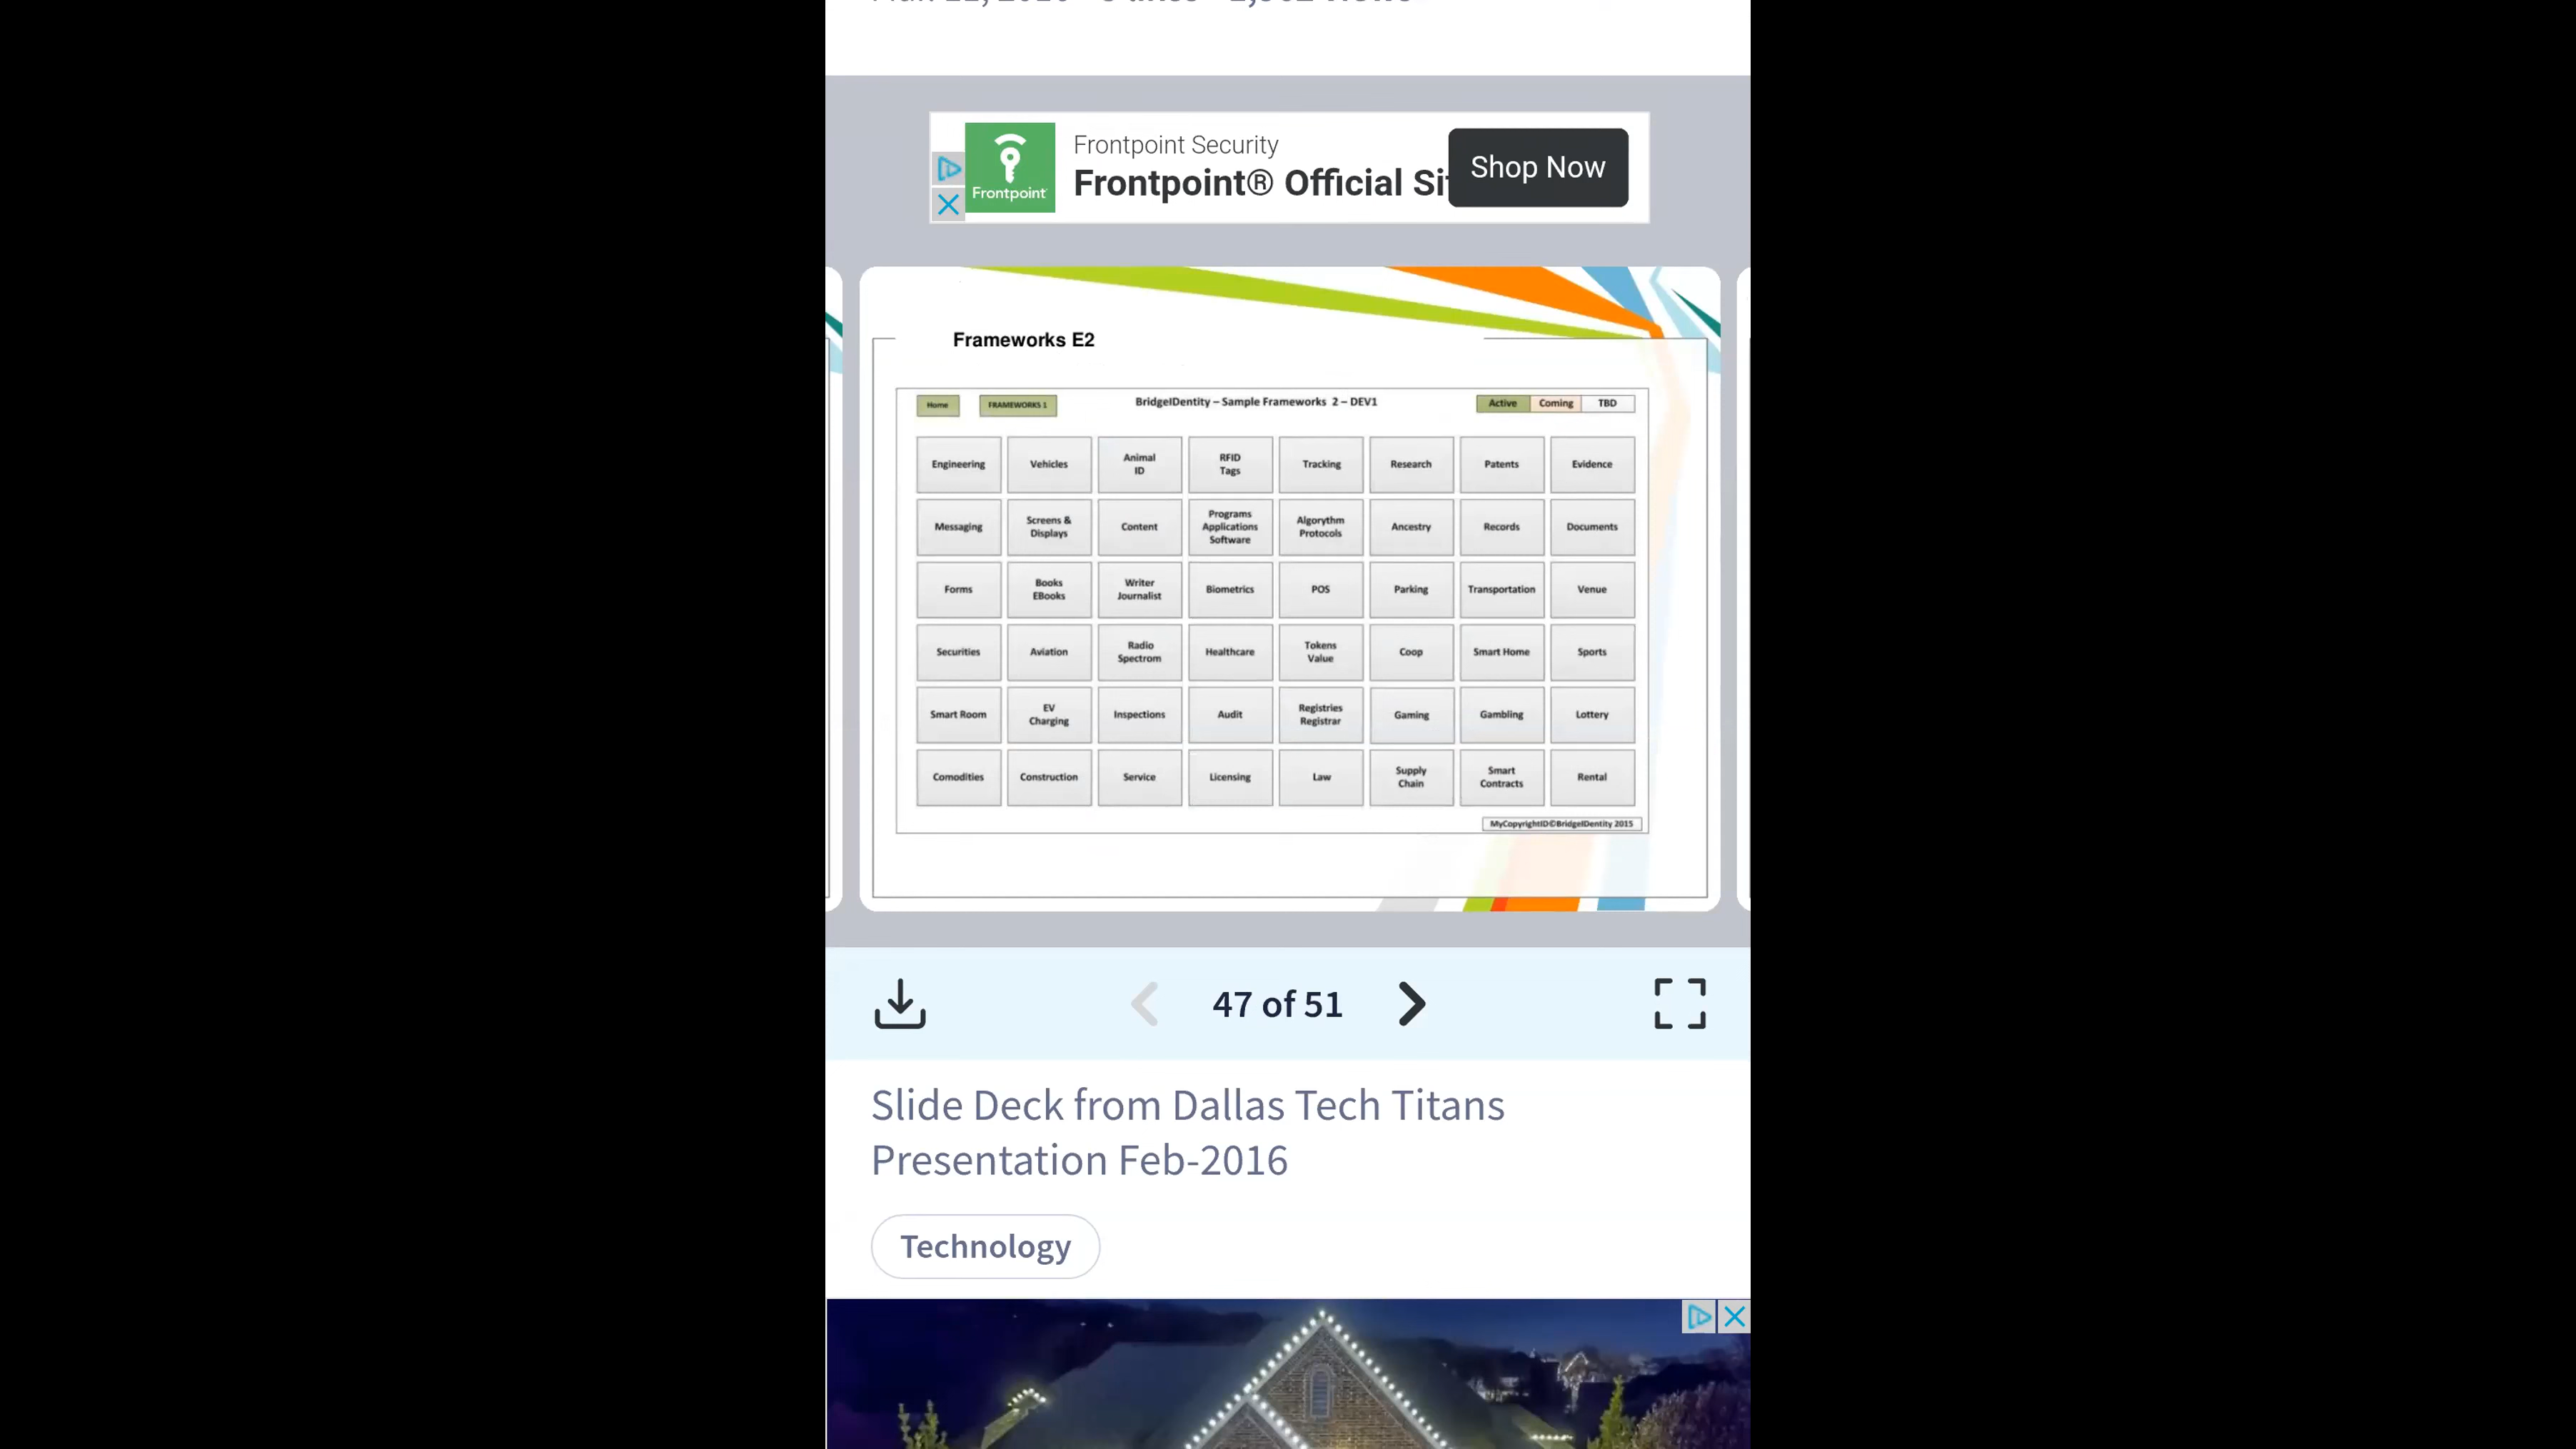 Frontpoint Security
Frontpoint® Official Sit
Shop Now
Frontpoint
Frameworks E2
Home
FRAMEWORKS 1
BridgeIDentity – Sample Frameworks 2 – DEV1
Active Coming TBD
Engineering
Vehicles
Animal
ID
RFID
Tags
Tracking
Research
Patents
Evidence
Messaging
Screens &
Displays
Content
Programs
Applications
Software
Algorythm
Protocols
Ancestry
Records
Documents
Forms
Books
EBooks
Writer
Journalist
Biometrics
POS
Parking
Transportation
Venue
Securities
Aviation
Radio
Spectrom
Healthcare
Tokens
Value
Coop
Smart Home
Sports
Smart Room
EV
Charging
Inspections
Audit
Registries
Registrar
Gaming
Gambling
Lottery
Comodities
Construction
Service
Licensing
Law
Supply
Chain
Smart
Contracts
Rental
MyCopyrightID©BridgeIDentity 2015
47 of 51
Slide Deck from Dallas Tech Titans
Presentation Feb-2016
Technology